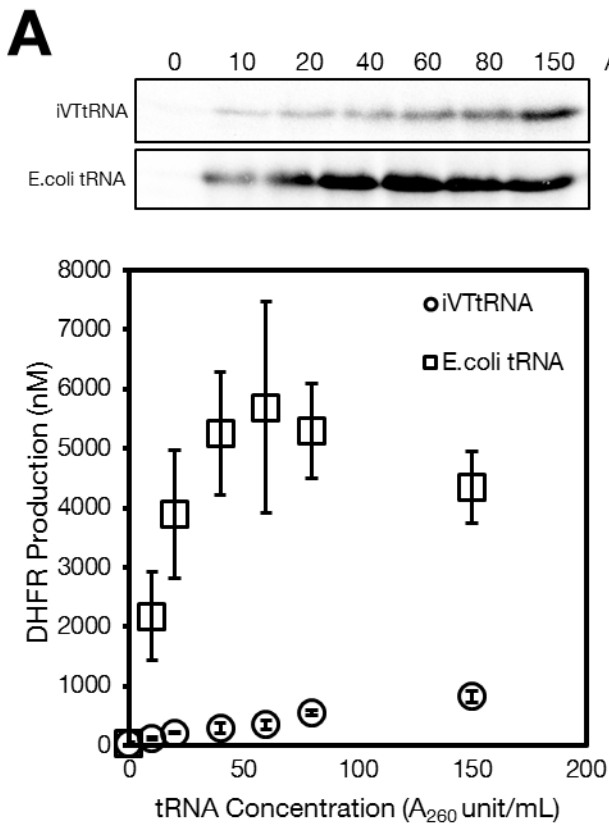 A
0 10 20 40 60 80 150 A
iVTtRNA
E.coli tRNA
8000
7000
6000
5000
4000
3000
2000
1000
0
DHFR Production (nM)
iVTtRNA
E.coli tRNA
0 50 100 150 200
tRNA Concentration (A260 unit/mL)